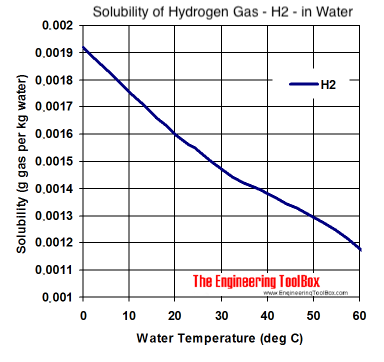 Solubility of Hydrogen Gas - H2 - in Water
Solubility (g gas per kg water)
0,002
0,0019
0,0018
0,0017
0,0016
0,0015
0,0014
0,0013
0,0012
0,0011
0,001
H2
The Engineering ToolBox
www.EngineeringToolBox.com
0 10 20 30 40 50 60
Water Temperature (deg C)